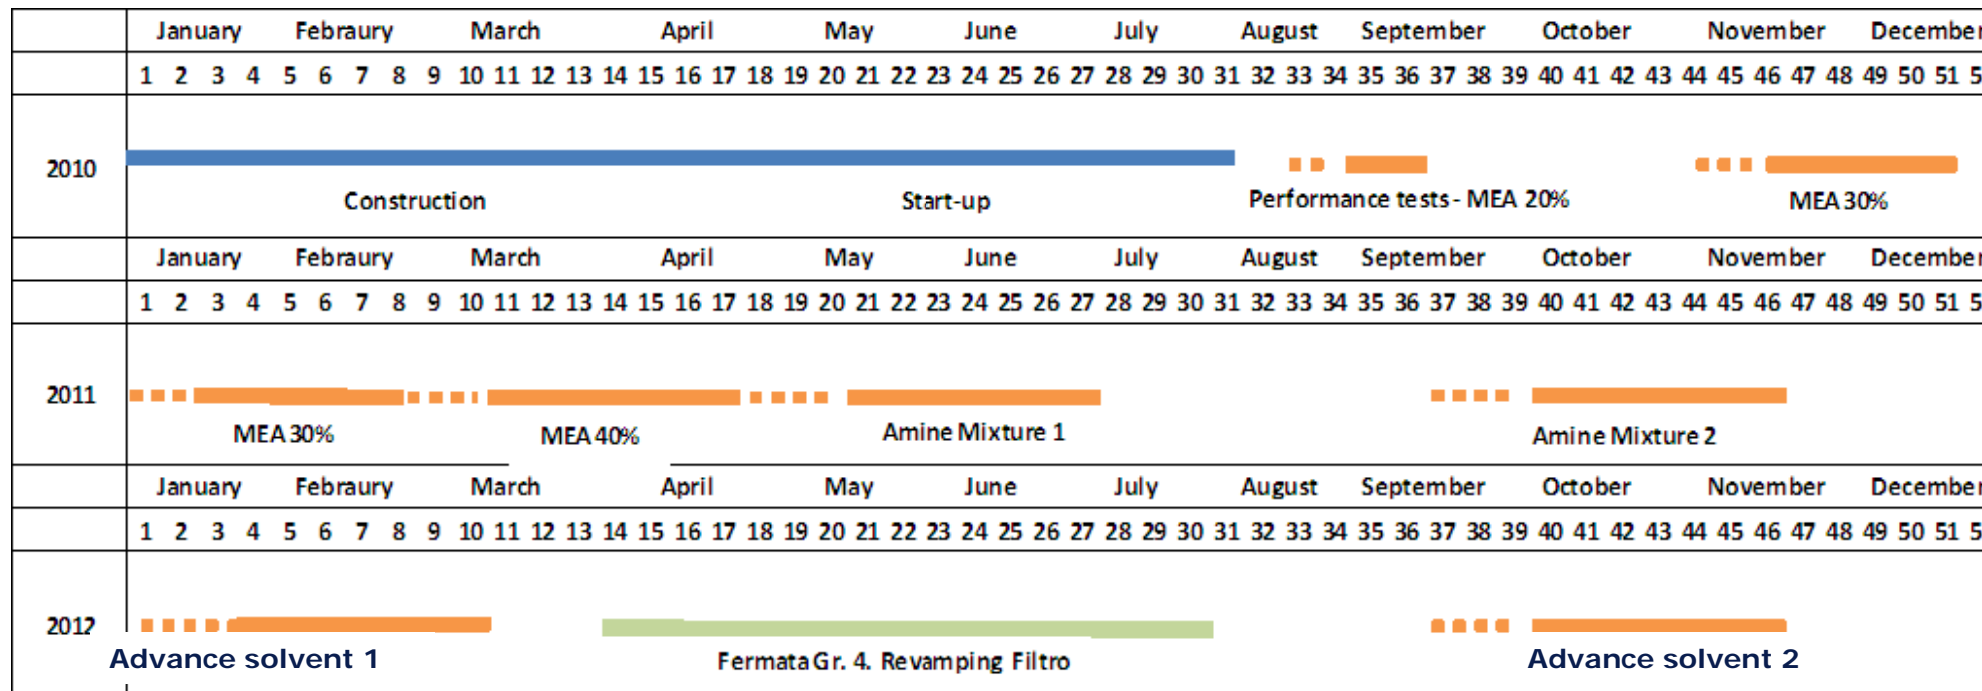 January Febraury March April May June July August September October November December
1 2 3 4 5 6 7 8 9 10 11 12 13 14 15 16 17 18 19 20 21 22 23 24 25 26 27 28 29 30 31 32 33 34 35 36 37 38 39 40 41 42 43 44 45 46 47 48 49 50 51 5
2010
Construction Start-up Performance tests - MEA 20% MEA 30%
January Febraury March April May June July August September October November December
1 2 3 4 5 6 7 8 9 10 11 12 13 14 15 16 17 18 19 20 21 22 23 24 25 26 27 28 29 30 31 32 33 34 35 36 37 38 39 40 41 42 43 44 45 46 47 48 49 50 51 5
2011
MEA 30% MEA 40% Amine Mixture 1 Amine Mixture 2
January Febraury March April May June July August September October November December
1 2 3 4 5 6 7 8 9 10 11 12 13 14 15 16 17 18 19 20 21 22 23 24 25 26 27 28 29 30 31 32 33 34 35 36 37 38 39 40 41 42 43 44 45 46 47 48 49 50 51 5
2012
Advance solvent 1 Fermata Gr. 4. Revamping Filtro Advance solvent 2